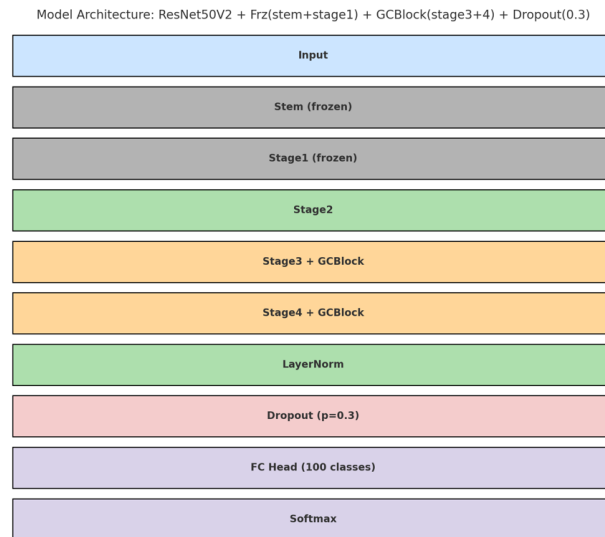 Model Architecture: ResNet50V2 + Frz(stem+stage1) + GCBlock(stage3+4) + Dropout(0.3)
Input
Stem (frozen)
Stage1 (frozen)
Stage2
Stage3 + GCBlock
Stage4 + GCBlock
LayerNorm
Dropout (p=0.3)
FC Head (100 classes)
Softmax